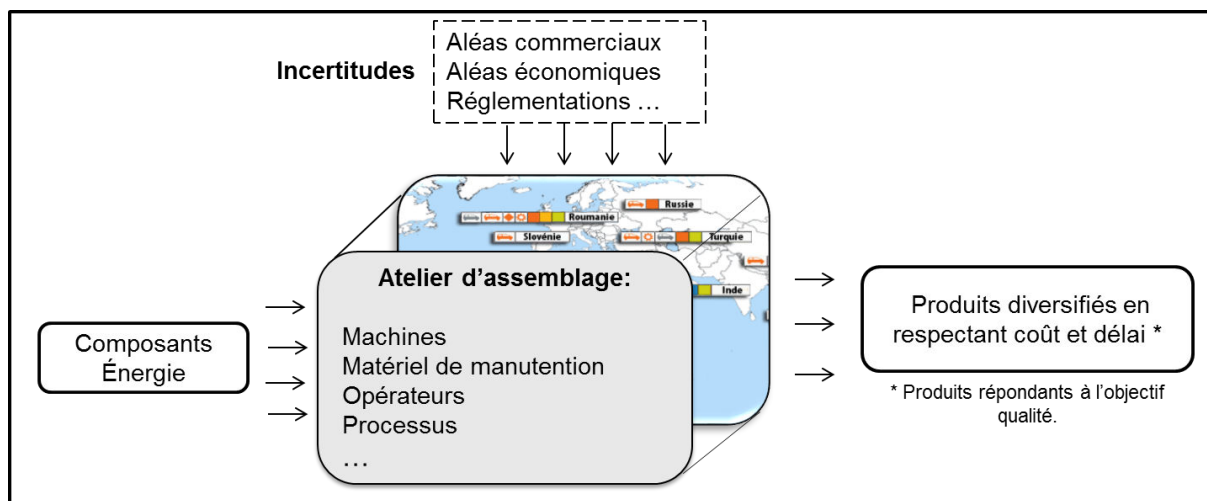 Incertitudes
Aléas commerciaux
Aléas économiques
Réglementations …
Russie
Roumanie
Slovénie
Turquie
Inde
Atelier d’assemblage:
Machines
Matériel de manutention
Opérateurs
Processus
…
Composants
Énergie
Produits diversifiés en
respectant coût et délai *
* Produits répondants à l’objectif
qualité.